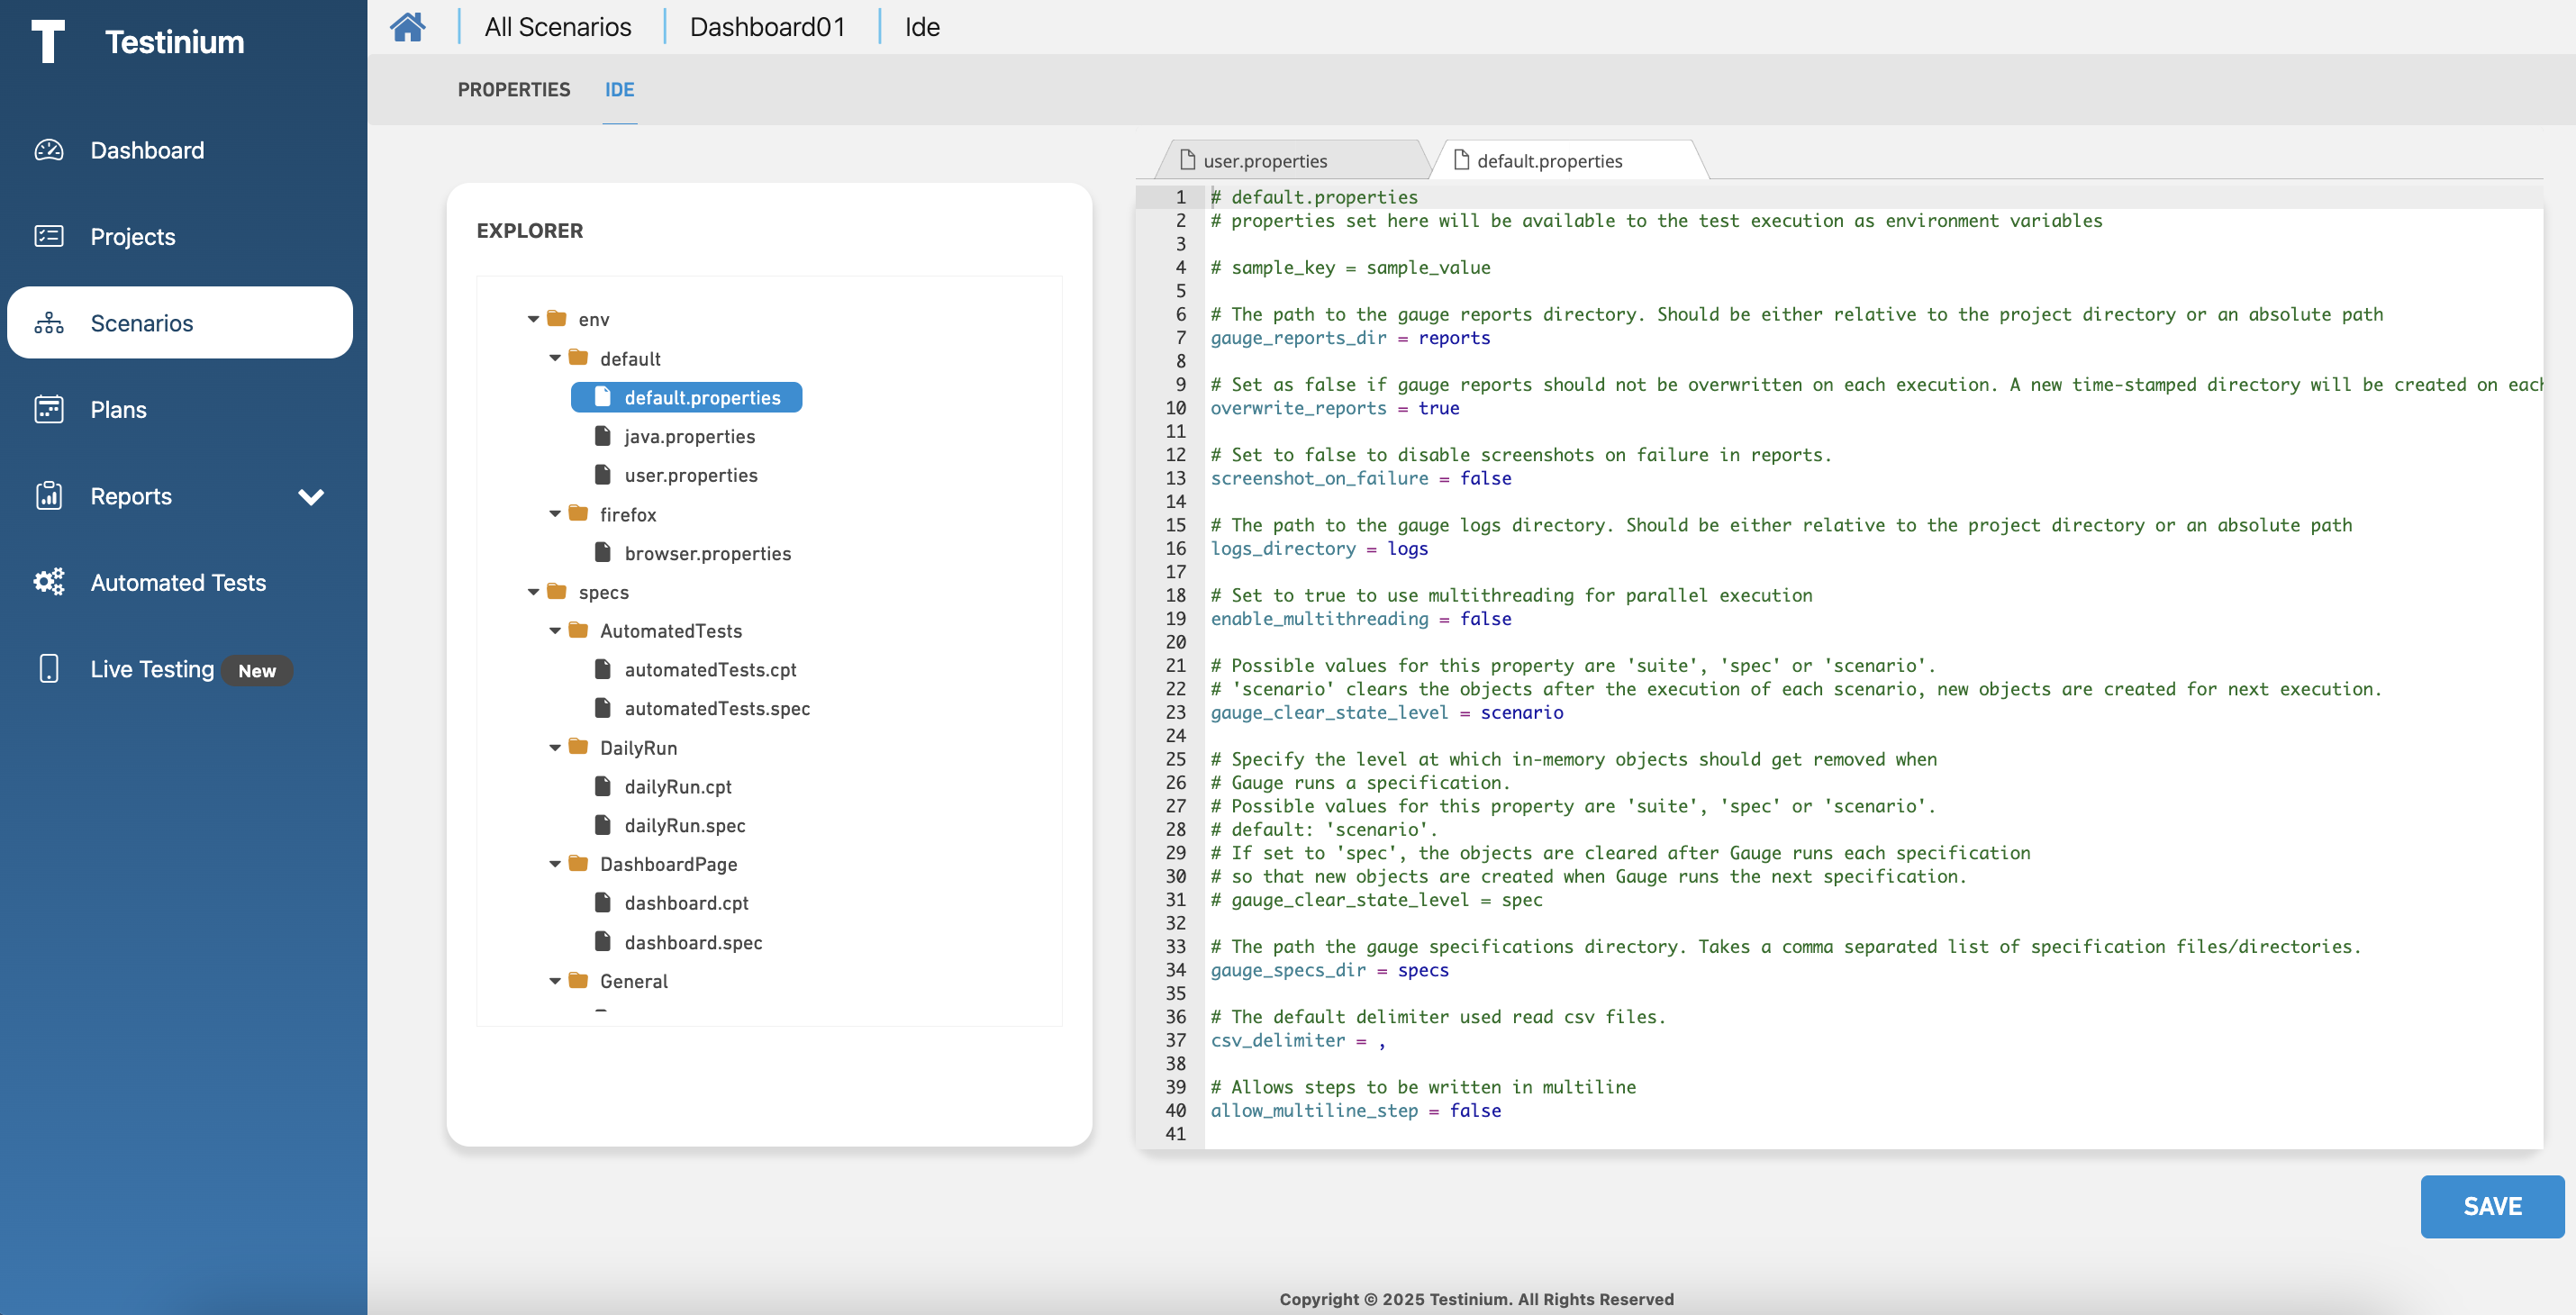 T Testinium
All Scenarios
Dashboard01
Ide
PROPERTIES
IDE
Dashboard
Projects
Scenarios
Plans
Reports
Automated Tests
Live Testing New
EXPLORER
env
default
default.properties
java.properties
user.properties
firefox
browser.properties
specs
AutomatedTests
automatedTests.cpt
automatedTests.spec
DailyRun
dailyRun.cpt
dailyRun.spec
DashboardPage
dashboard.cpt
dashboard.spec
General
user.properties
default.properties
1 # default.properties
2 # properties set here will be available to the test execution as environment variables
3
4 # sample_key = sample_value
5
6 # The path to the gauge reports directory. Should be either relative to the project directory or an absolute path
7 gauge_reports_dir = reports
8
9 # Set as false if gauge reports should not be overwritten on each execution. A new time-stamped directory will be created on each
10 overwrite_reports = true
11
12 # Set to false to disable screenshots on failure in reports.
13 screenshot_on_failure = false
14
15 # The path to the gauge logs directory. Should be either relative to the project directory or an absolute path
16 logs_directory = logs
17
18 # Set to true to use multithreading for parallel execution
19 enable_multithreading = false
20
21 # Possible values for this property are 'suite', 'spec' or 'scenario'.
22 # 'scenario' clears the objects after the execution of each scenario, new objects are created for next execution.
23 gauge_clear_state_level = scenario
24
25 # Specify the level at which in-memory objects should get removed when
26 # Gauge runs a specification.
27 # Possible values for this property are 'suite', 'spec' or 'scenario'.
28 # default: 'scenario'.
29 # If set to 'spec', the objects are cleared after Gauge runs each specification
30 # so that new objects are created when Gauge runs the next specification.
31 # gauge_clear_state_level = spec
32
33 # The path the gauge specifications directory. Takes a comma separated list of specification files/directories.
34 gauge_specs_dir = specs
35
36 # The default delimiter used read csv files.
37 csv_delimiter = ,
38
39 # Allows steps to be written in multiline
40 allow_multiline_step = false
41
SAVE
Copyright © 2025 Testinium. All Rights Reserved